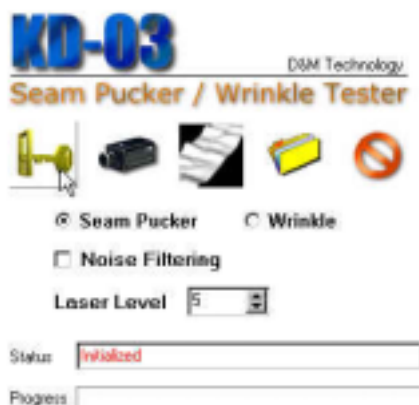 KD-03
D&M Technology
Seam Pucker / Wrinkle Tester
Seam Pucker Wrinkle
Noise Filtering
Laser Level 5
Status Initialized
Progress